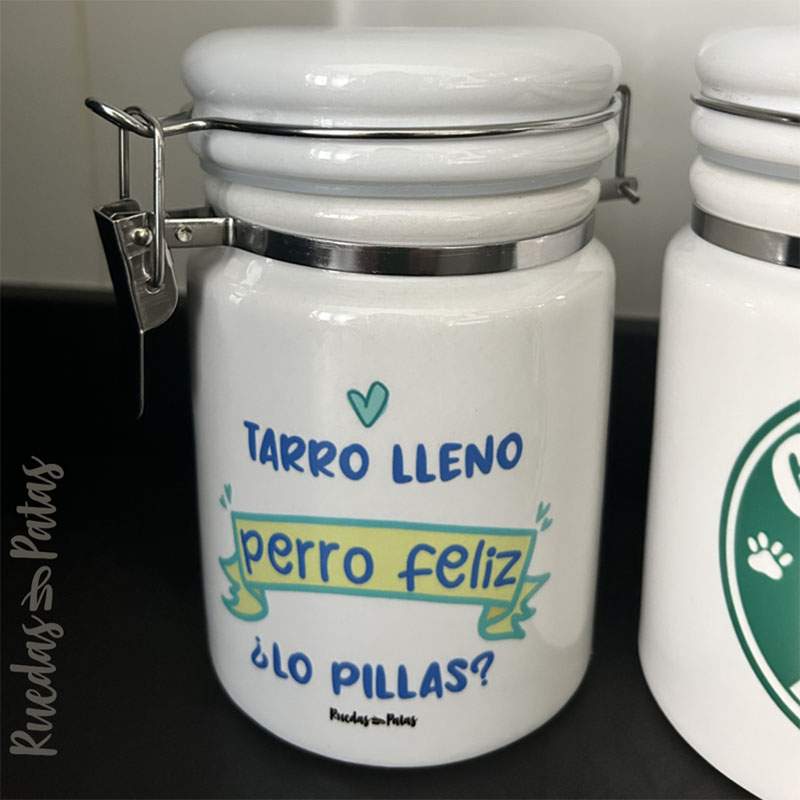 TARRO LLENO
perro feliz
¿LO PILLAS?
Ruedas Patas
Ruedas Patas